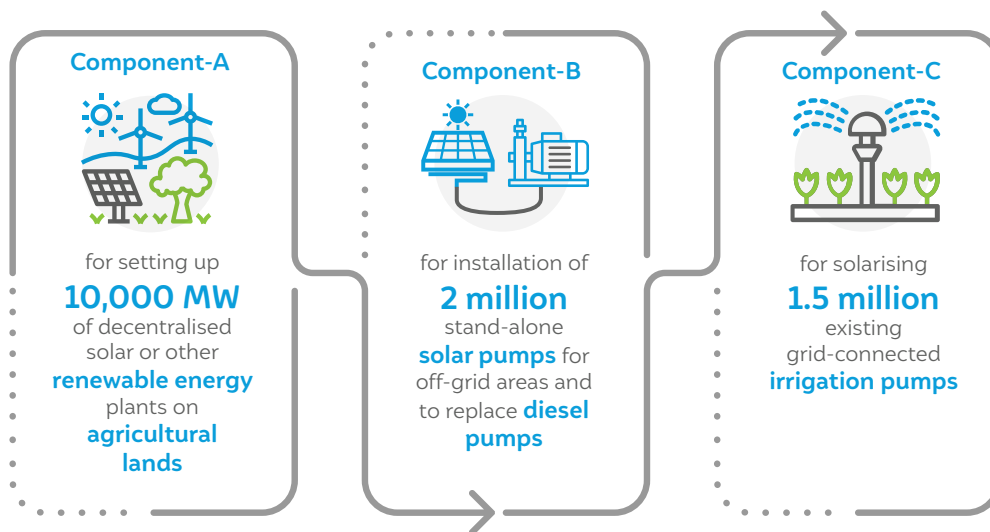 Component-A
for setting up
10,000 MW
of decentralised
solar or other
renewable energy
plants on
agricultural
lands
Component-B
for installation of
2 million
stand-alone
solar pumps for
off-grid areas and
to replace diesel
pumps
Component-C
for solarising
1.5 million
existing
grid-connected
irrigation pumps